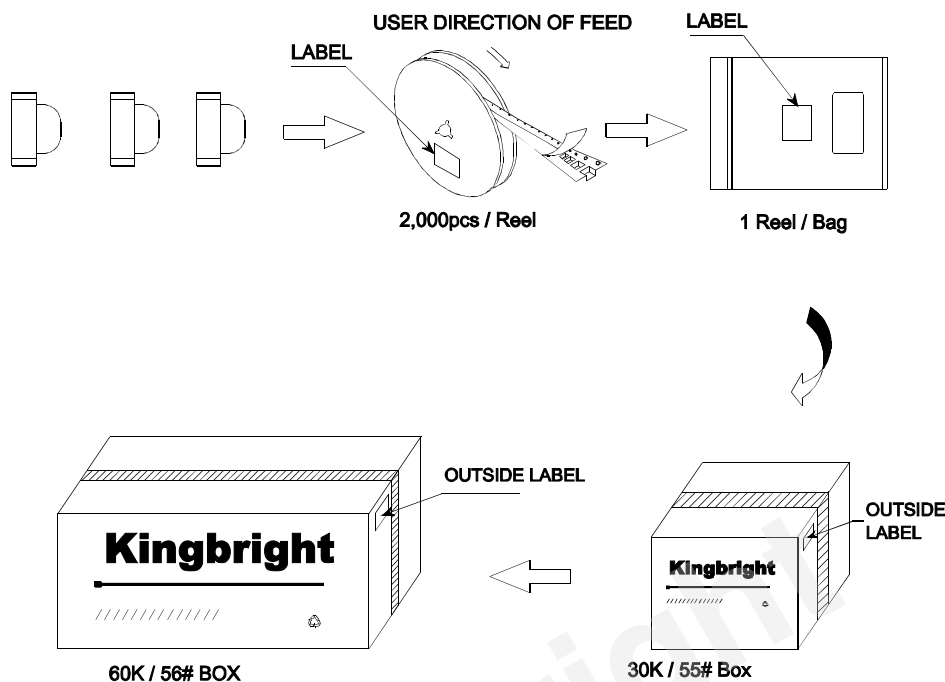 USER DIRECTION OF FEED
LABEL
LABEL
2,000pcs / Reel
1 Reel / Bag
OUTSIDE LABEL
OUTSIDE
LABEL
Kingbright
Kingbright
60K / 56# BOX
30K / 55# Box